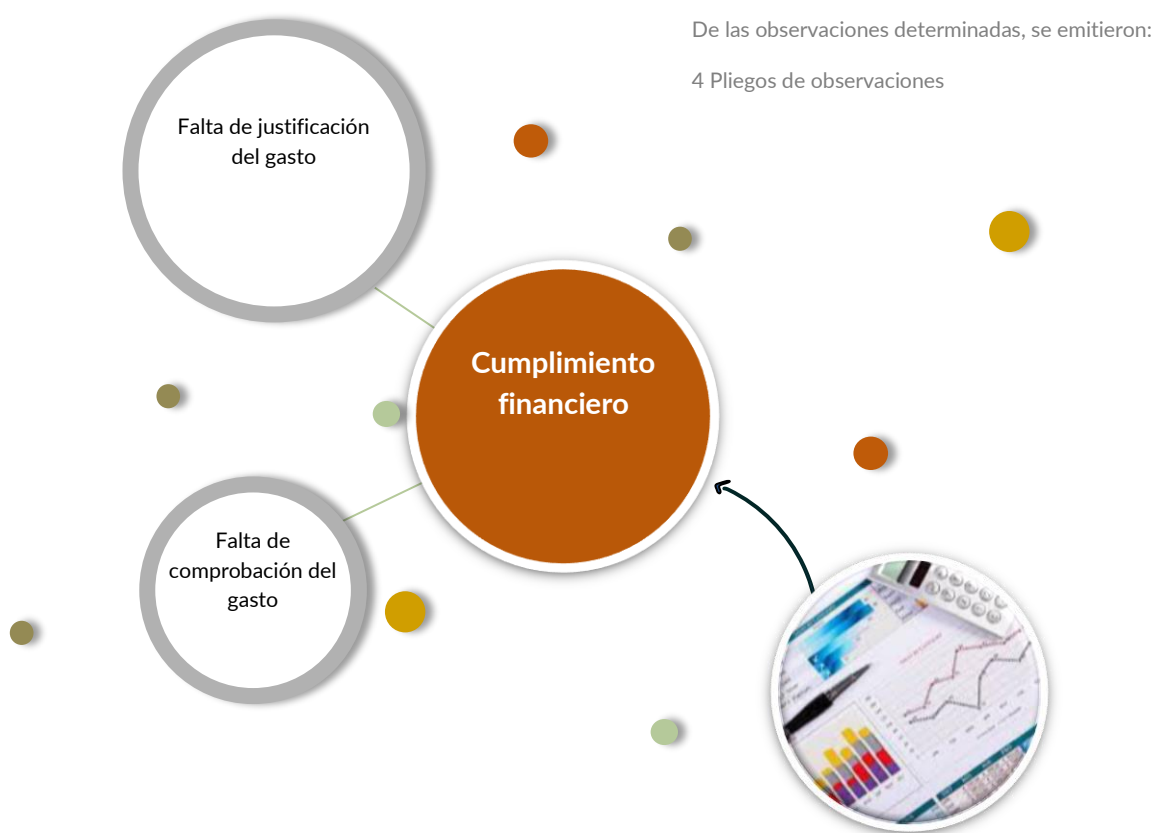 De las observaciones determinadas, se emitieron:
4 Pliegos de observaciones
Falta de justificación
del gasto
Cumplimiento
financiero
Falta de
comprobación del
gasto